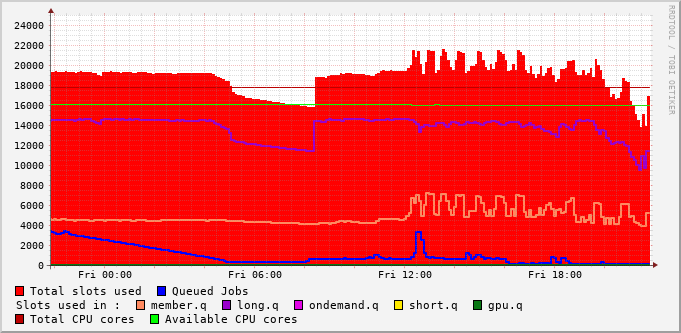 RRDTOOL / TOBI OETIKER
24000
22000
20000
18000
16000
14000
12000
10000
8000
6000
4000
2000
0
Fri 00:00 Fri 06:00 Fri 12:00 Fri 18:00
Total slots used Queued Jobs
Slots used in : member.q long.q ondemand.q short.q gpu.q
Total CPU cores Available CPU cores